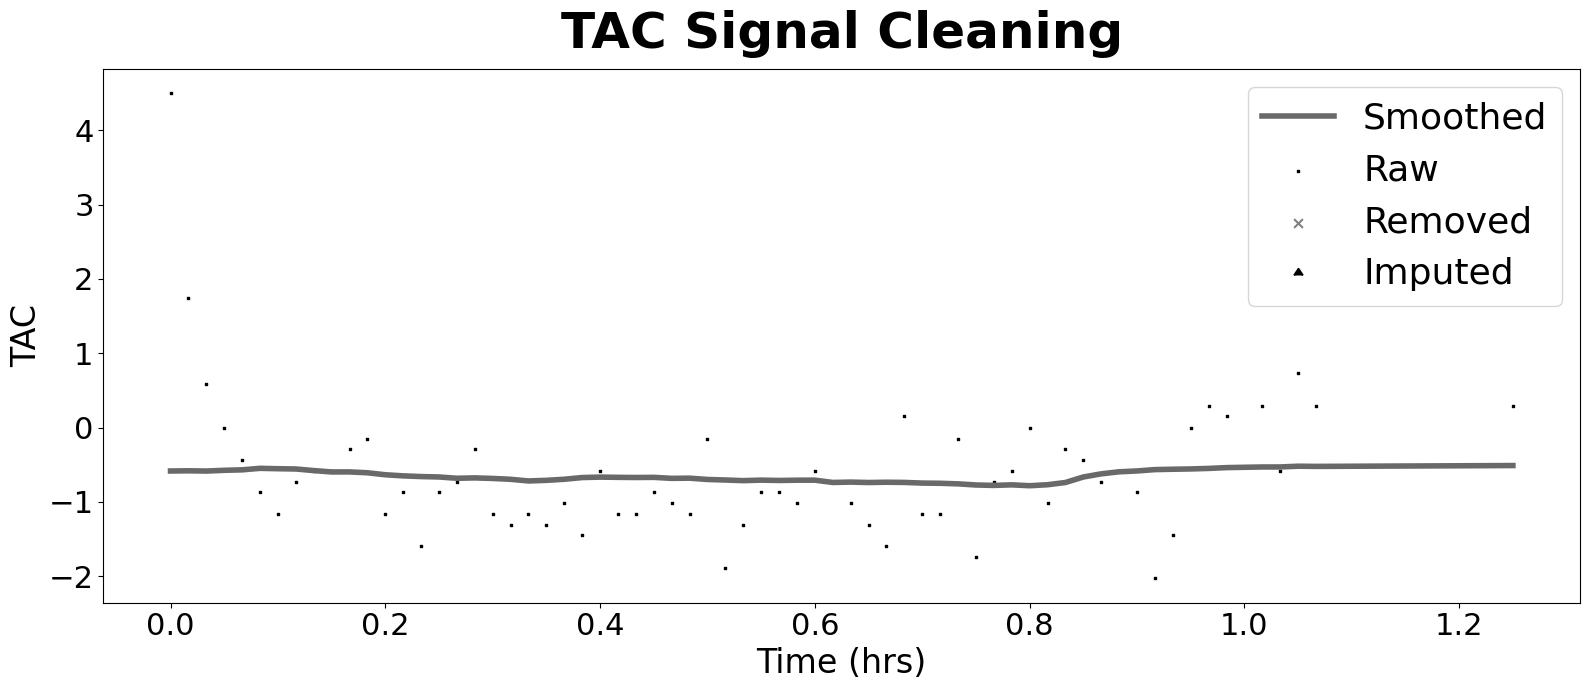 TAC Signal Cleaning
Smoothed
Raw
Removed
Imputed
TAC
4
3
2
1
0
−1
−2
0.0 0.2 0.4 0.6 0.8 1.0 1.2
Time (hrs)